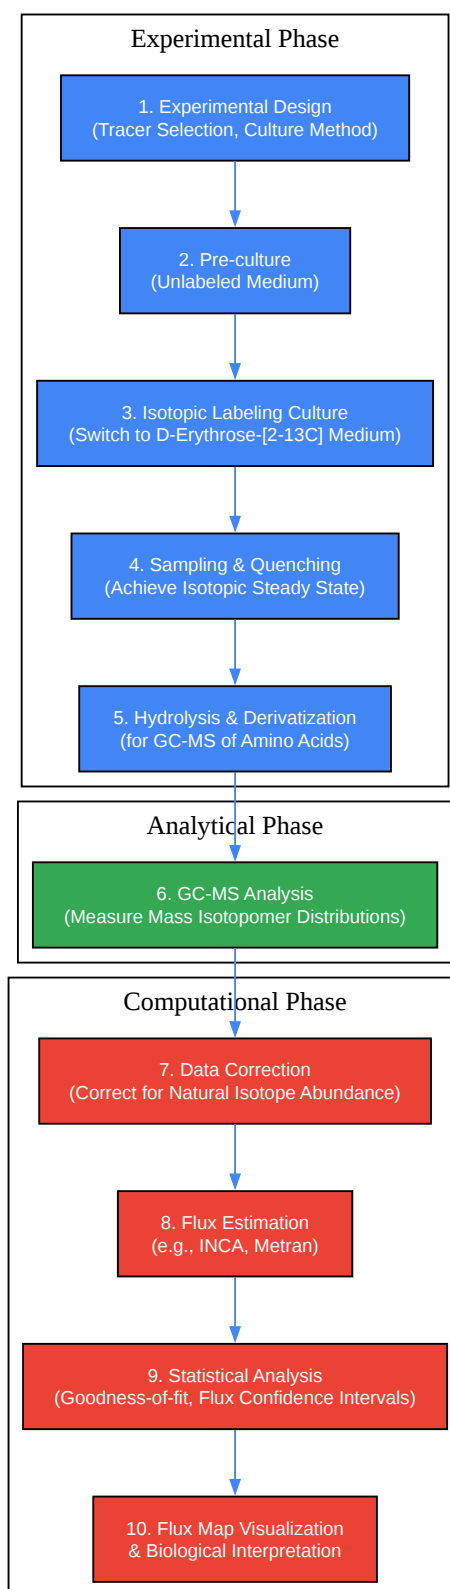 Experimental Phase
1. Experimental Design
(Tracer Selection, Culture Method)
2. Pre-culture
(Unlabeled Medium)
3. Isotopic Labeling Culture
(Switch to D-Erythrose-[2-13C] Medium)
4. Sampling & Quenching
(Achieve Isotopic Steady State)
5. Hydrolysis & Derivatization
(for GC-MS of Amino Acids)
Analytical Phase
6. GC-MS Analysis
(Measure Mass Isotopomer Distributions)
Computational Phase
7. Data Correction
(Correct for Natural Isotope Abundance)
8. Flux Estimation
(e.g., INCA, Metran)
9. Statistical Analysis
(Goodness-of-fit, Flux Confidence Intervals)
10. Flux Map Visualization
& Biological Interpretation